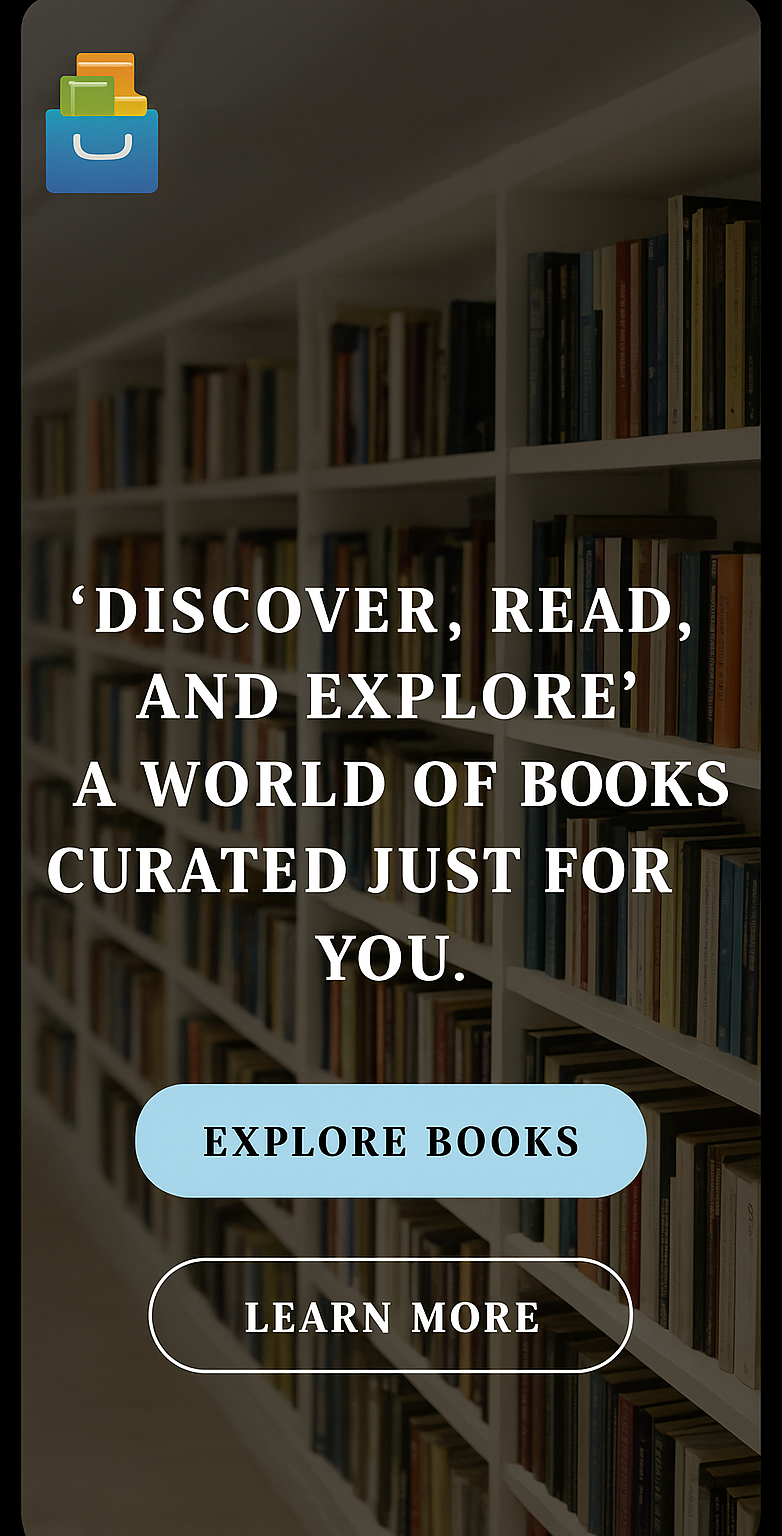 ‘DISCOVER, READ,
AND EXPLORE’
A WORLD OF BOOKS
CURATED JUST FOR
YOU.
EXPLORE BOOKS
LEARN MORE